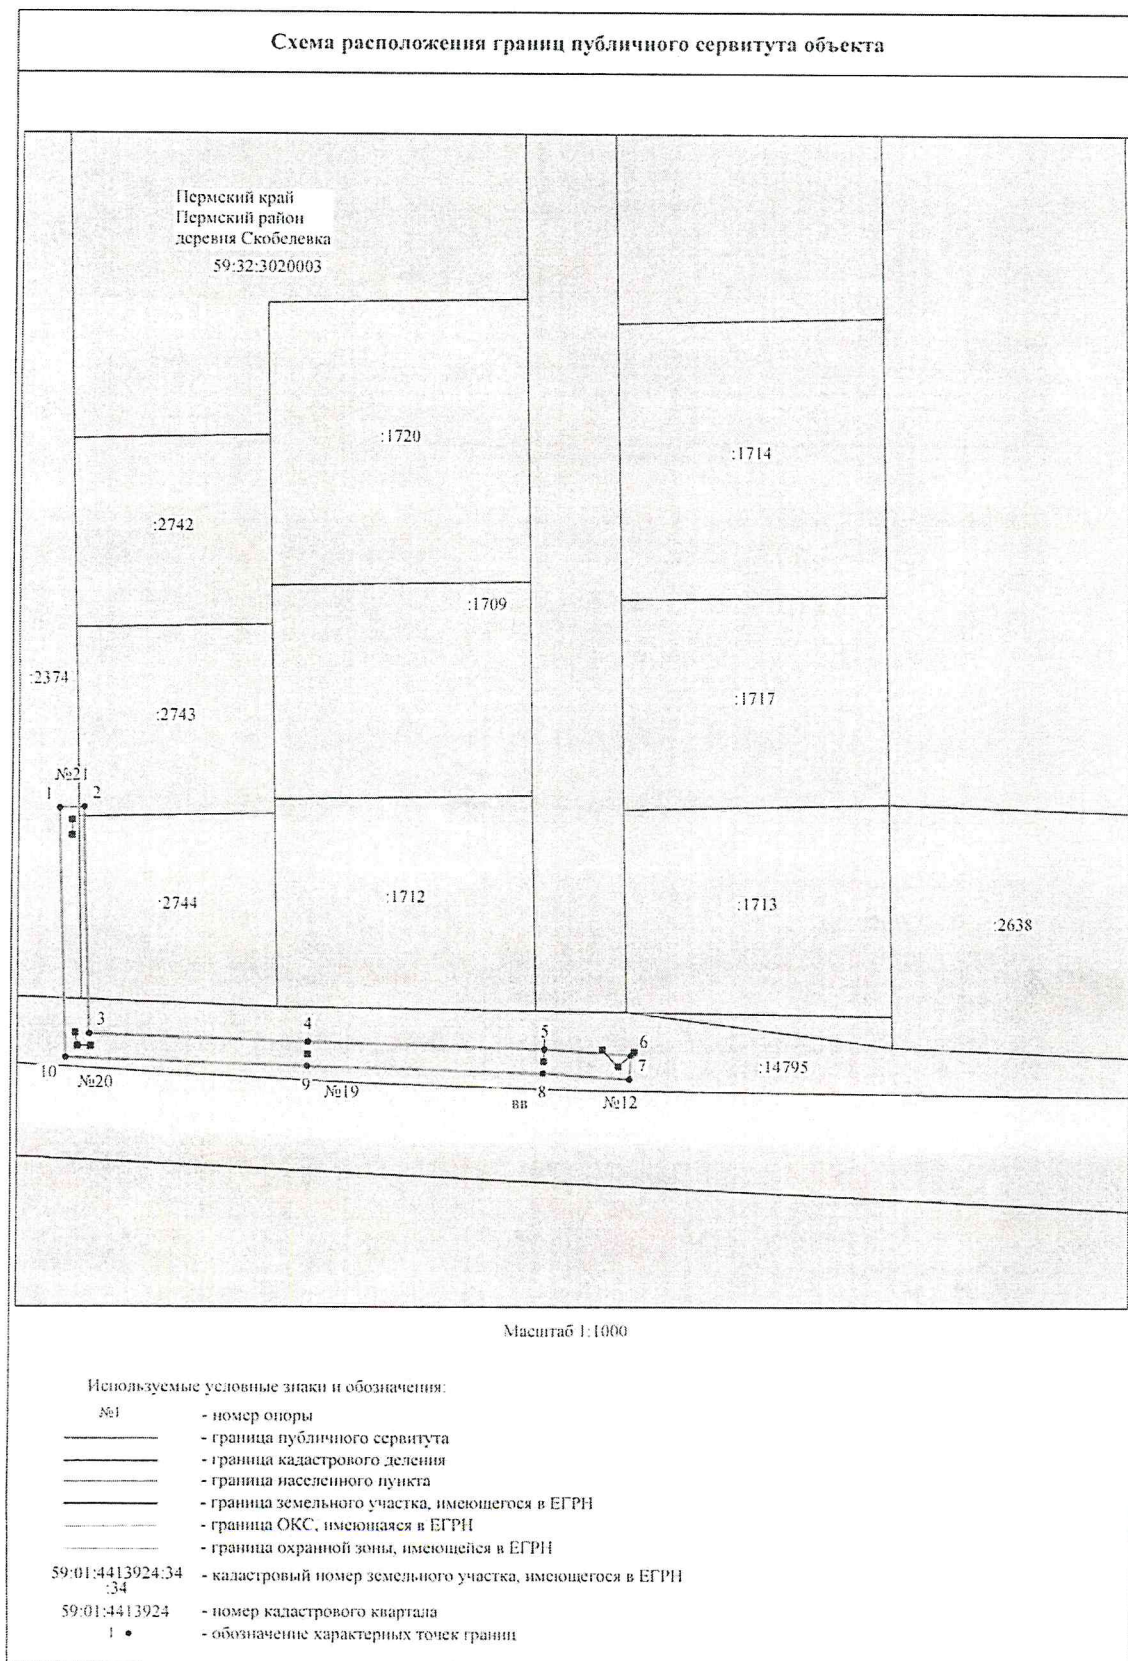 Схема расположения границ публичного сервитута объекта
Пермский край
Пермский район
деревня Скобелевка
59:32:3020003
:1720
:1714
:2742
:1709
:2374
:2743
:1717
№21
1
2
:2744
:1712
:1713
:2638
3
4
5
6
7
:14795
10
№20
9
№19
8
вв
№12
Масштаб 1:1000
Используемые условные знаки и обозначения:
№1 - номер опоры
- граница публичного сервитута
- граница кадастрового деления
- граница населенного пункта
- граница земельного участка, имеющегося в ЕГРН
- граница ОКС, имеющаяся в ЕГРН
- граница охранной зоны, имеющейся в ЕГРН
59:01:4413924:34 - кадастровый номер земельного участка, имеющегося в ЕГРН
:34
59:01:4413924 - номер кадастрового квартала
1 - обозначение характерных точек границ